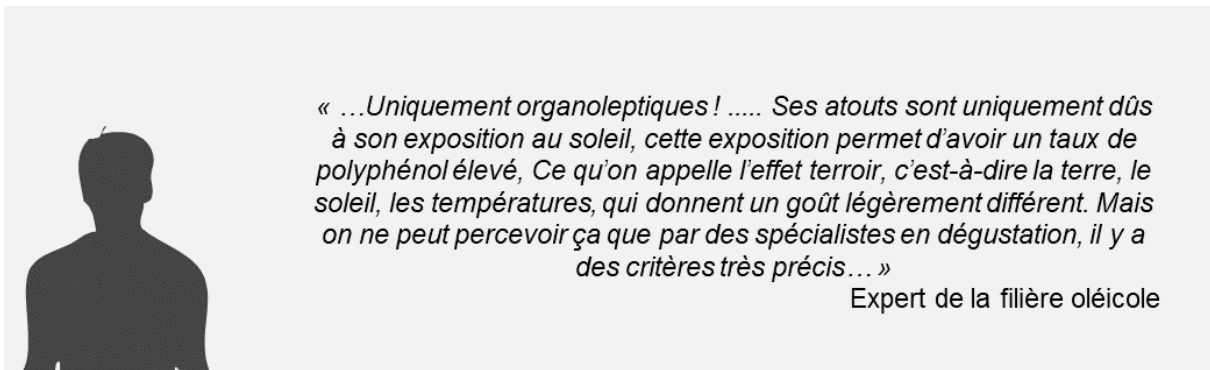 « …Uniquement organoleptiques ! ..... Ses atouts sont uniquement dûs
à son exposition au soleil, cette exposition permet d’avoir un taux de
polyphénol élevé, Ce qu’on appelle l’effet terroir, c’est-à-dire la terre, le
soleil, les températures, qui donnent un goût légèrement différent. Mais
on ne peut percevoir ça que par des spécialistes en dégustation, il y a
des critères très précis… »
Expert de la filière oléicole